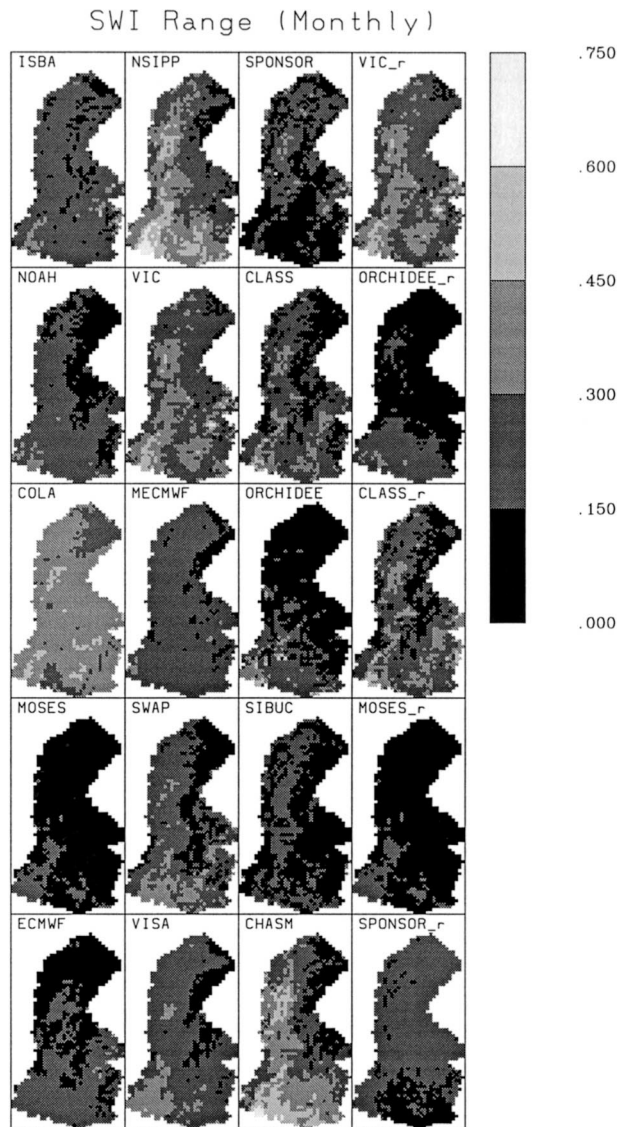 SWI Range (Monthly)
ISBA NSIPP SPONSOR VIC_r
NOAH VIC CLASS ORCHIDEE_r
COLA MECMWF ORCHIDEE CLASS_r
MOSES SWAP SIBUC MOSES_r
ECMWF VISA CHASM SPONSOR_r
.750
.600
.450
.300
.150
.000